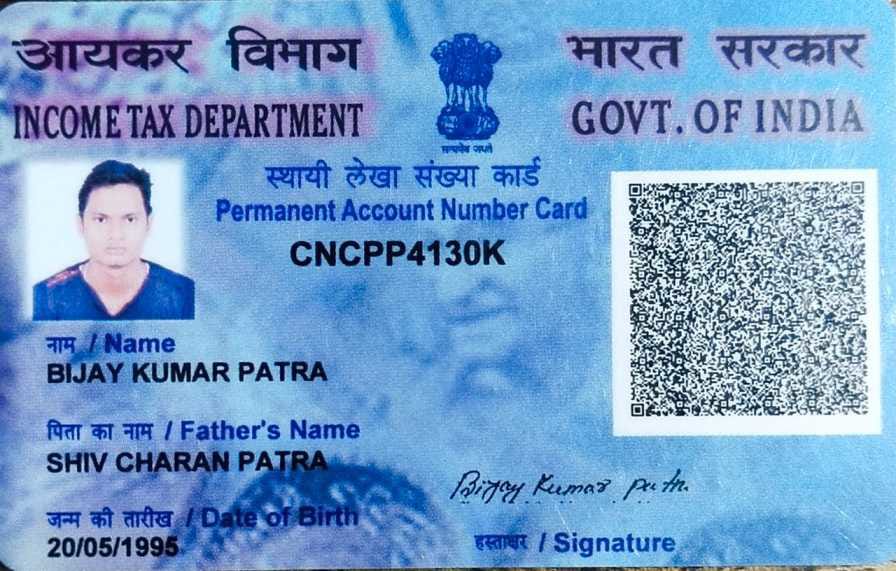 आयकर विभाग
INCOME TAX DEPARTMENT
सत्यमेव जयते
भारत सरकार
GOVT. OF INDIA
स्थायी लेखा संख्या कार्ड
Permanent Account Number Card
CNCPP4130K
नाम / Name
BIJAY KUMAR PATRA
पिता का नाम / Father's Name
SHIV CHARAN PATRA
जन्म की तारीख / Date of Birth
20/05/1995
Bijay Kumar
हस्ताक्षर / Signature